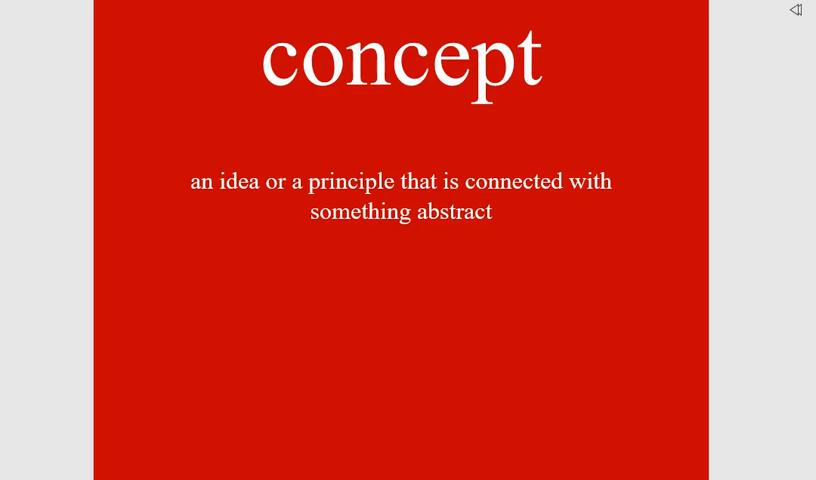 concept
an idea or a principle that is connected with
something abstract